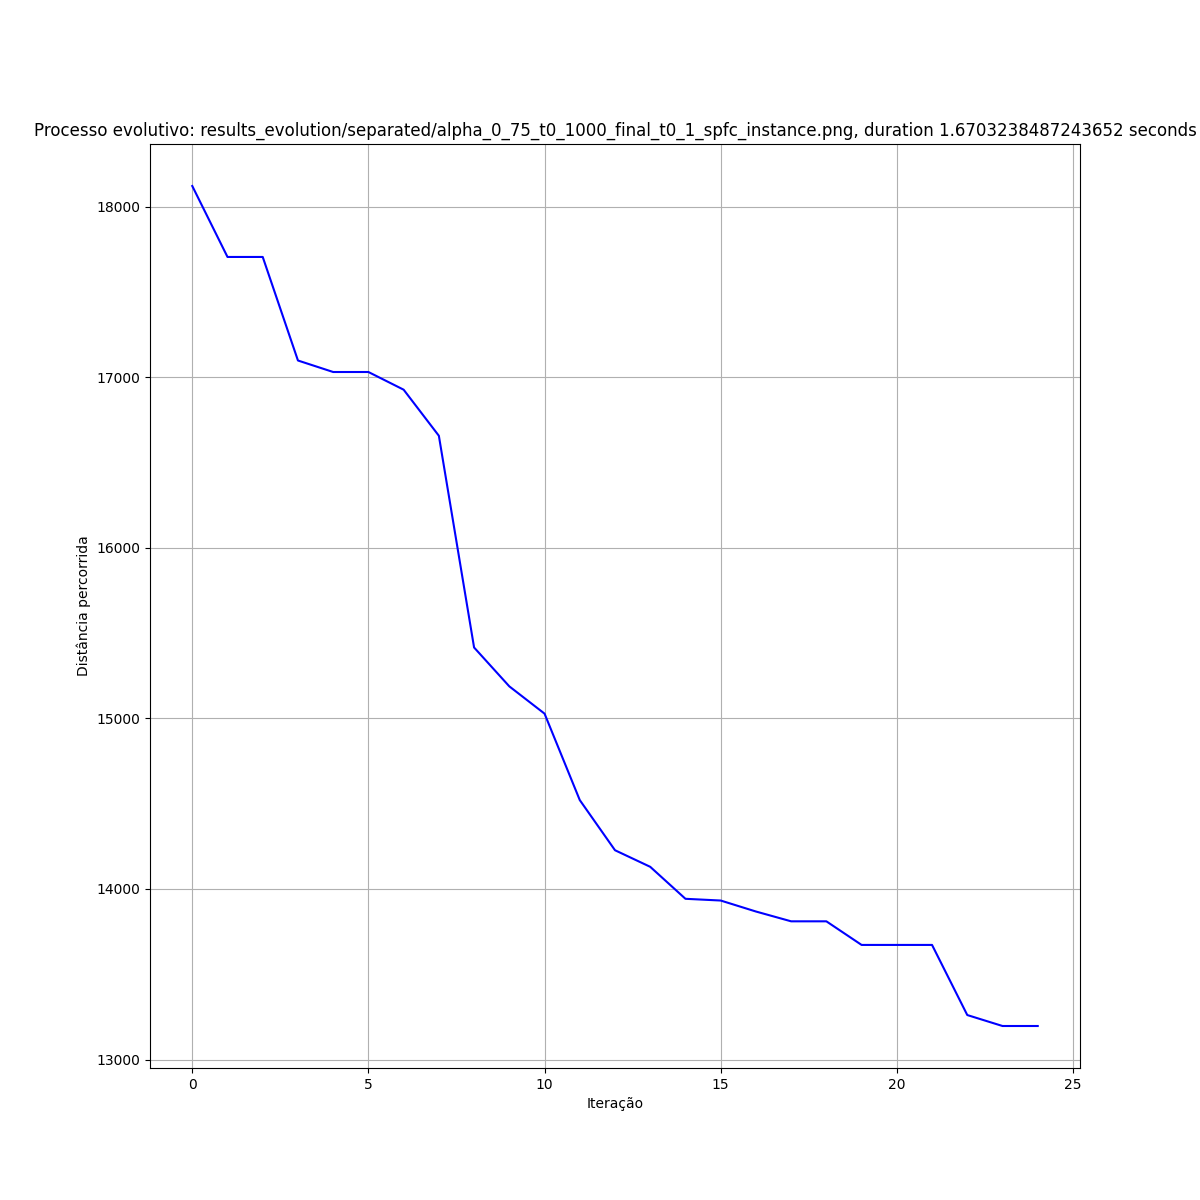 Processo evolutivo: results_evolution/separated/alpha_0_75_t0_1000_final_t0_1_spfc_instance.png, duration 1.6703238487243652 seconds
18000
17000
16000
15000
14000
13000
Distância percorrida
0 5 10 15 20 25
Iteração